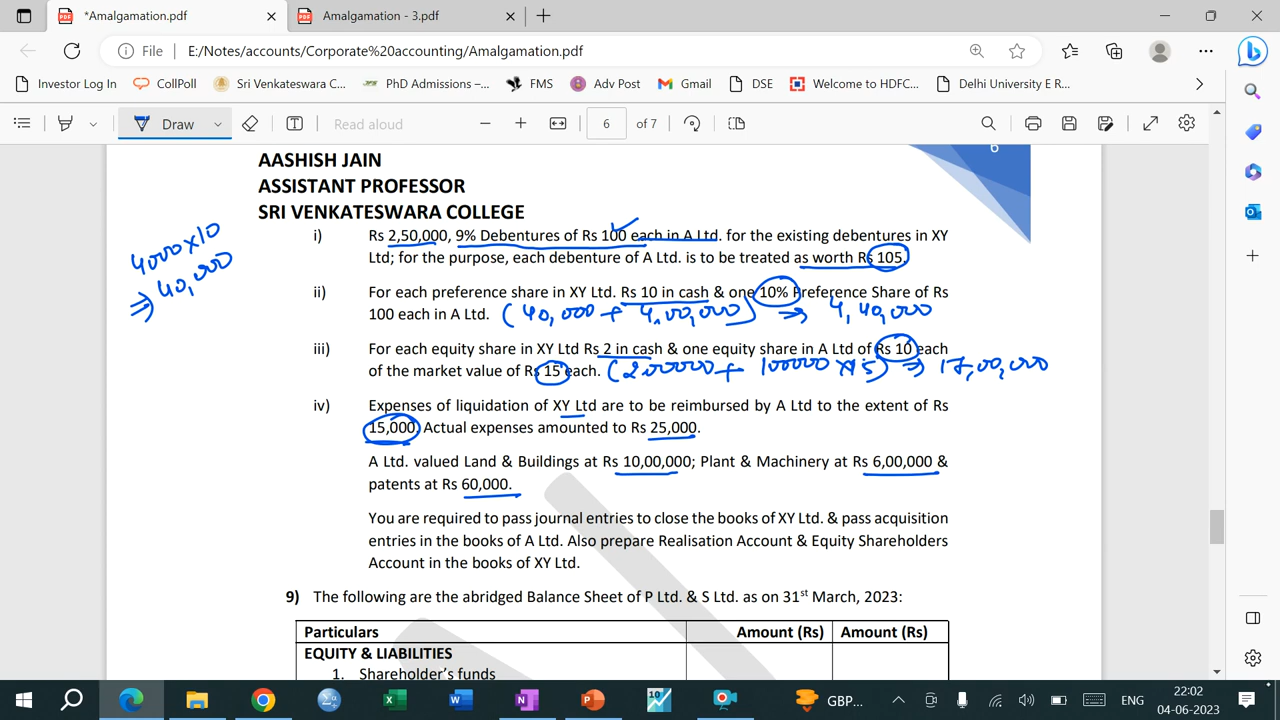 *Amalgamation.pdf
Amalgamation - 3.pdf
File E:/Notes/accounts/Corporate%20accounting/Amalgamation.pdf
Investor Log In CollPoll Sri Venkateswara C... PhD Admissions –... FMS Adv Post Gmail DSE Welcome to HDFC... Delhi University E R...
Draw Read aloud 6 of 7
6
AASHISH JAIN
ASSISTANT PROFESSOR
SRI VENKATESWARA COLLEGE
4000x10
⇒ 40,000
i) Rs 2,50,000, 9% Debentures of Rs 100 each in A Ltd. for the existing debentures in XY
Ltd; for the purpose, each debenture of A Ltd. is to be treated as worth Rs 105.
ii) For each preference share in XY Ltd. Rs 10 in cash & one 10% Preference Share of Rs
100 each in A Ltd. (40,000 + 4,00,000) → 4,40,000
iii) For each equity share in XY Ltd Rs 2 in cash & one equity share in A Ltd of Rs 10 each
of the market value of Rs 15 each. (200000 + 100000 x15) ⇒ 17,00,000
iv) Expenses of liquidation of XY Ltd are to be reimbursed by A Ltd to the extent of Rs
15,000. Actual expenses amounted to Rs 25,000.
A Ltd. valued Land & Buildings at Rs 10,00,000; Plant & Machinery at Rs 6,00,000 &
patents at Rs 60,000.
You are required to pass journal entries to close the books of XY Ltd. & pass acquisition
entries in the books of A Ltd. Also prepare Realisation Account & Equity Shareholders
Account in the books of XY Ltd.
9) The following are the abridged Balance Sheet of P Ltd. & S Ltd. as on 31st March, 2023:
Particulars Amount (Rs) Amount (Rs)
EQUITY & LIABILITIES
1. Shareholder's funds
GBP... ENG 22:02
04-06-2023